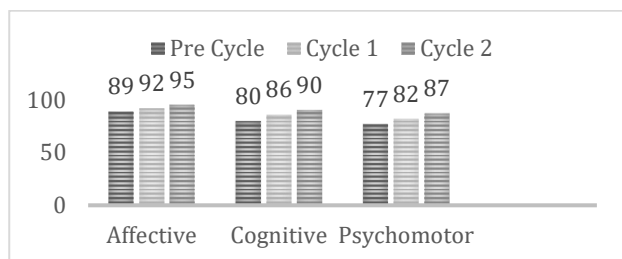 Pre Cycle Cycle 1 Cycle 2
89 92 95 80 86 90 77 82 87
100
50
0
Affective Cognitive Psychomotor